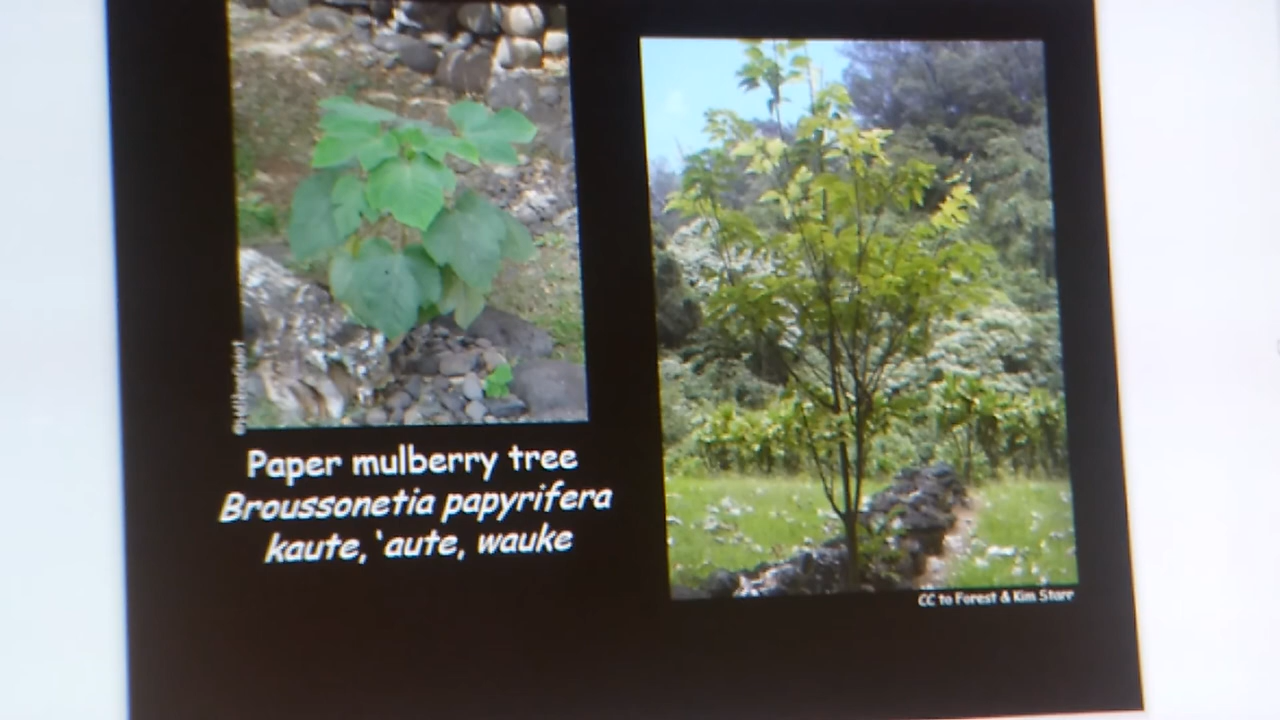 Paper mulberry tree
Broussonetia papyrifera
kaute, 'aute, wauke
CC to Forest & Kim Starr